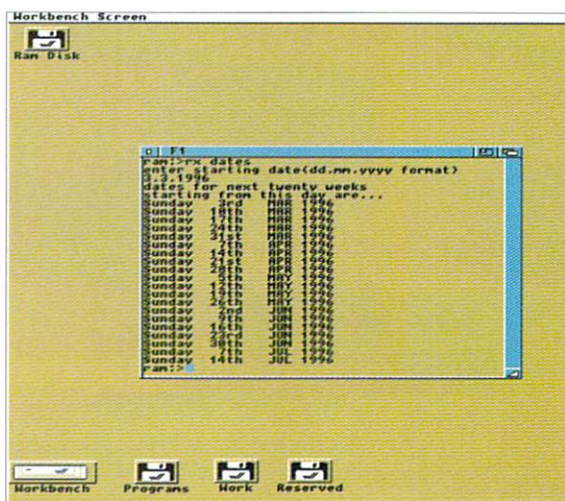 Workbench Screen
Ram Disk
F1
ram:>rx dates
enter starting date(dd.mm.yyyy format)
3.3.1996
dates for next twenty weeks
starting from this day are...
Sunday 3rd MAR 1996
Sunday 10th MAR 1996
Sunday 17th MAR 1996
Sunday 24th MAR 1996
Sunday 31st MAR 1996
Sunday 7th APR 1996
Sunday 14th APR 1996
Sunday 21st APR 1996
Sunday 28th APR 1996
Sunday 5th MAY 1996
Sunday 12th MAY 1996
Sunday 19th MAY 1996
Sunday 26th MAY 1996
Sunday 2nd JUN 1996
Sunday 9th JUN 1996
Sunday 16th JUN 1996
Sunday 23rd JUN 1996
Sunday 30th JUN 1996
Sunday 7th JUL 1996
Sunday 14th JUL 1996
ram:>
Workbench Programs Work Reserved